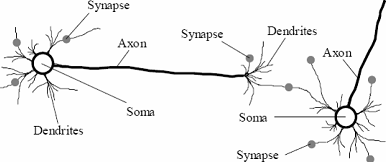 Synapse
Axon
Synapse
Dendrites
Axon
Soma
Soma
Dendrites
Synapse